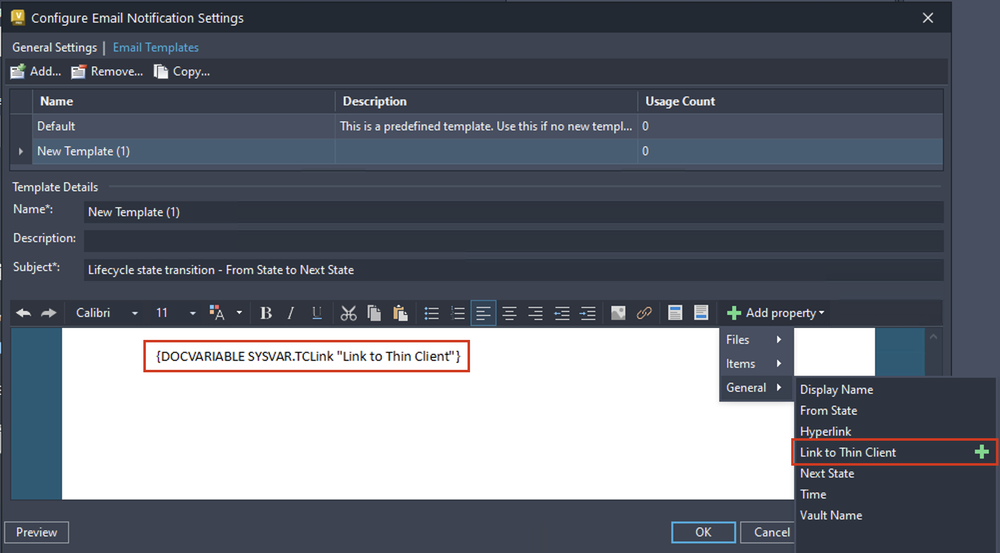 V
PRO
Configure Email Notification Settings
General Settings | Email Templates
Add... Remove... Copy...
Name Description Usage Count
Default This is a predefined template. Use this if no new templ... 0
New Template (1) 0
Template Details
Name*: New Template (1)
Description:
Subject*: Lifecycle state transition - From State to Next State
Calibri 11 A B I U Add property
{DOCVARIABLE SYSVAR.TCLink "Link to Thin Client"}
Files
Items
General
Display Name
From State
Hyperlink
Link to Thin Client
Next State
Time
Vault Name
Preview OK Cancel